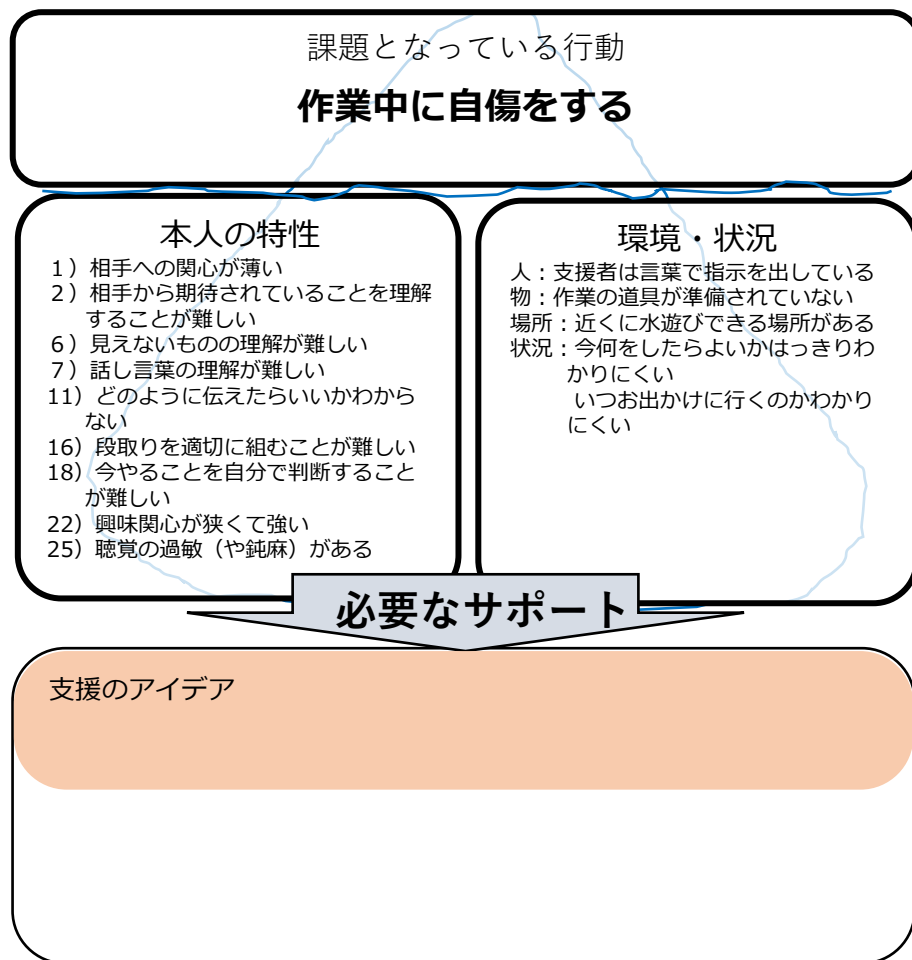 課題となっている行動
作業中に自傷をする
本人の特性
1）相手への関心が薄い
2）相手から期待されていることを理解
することが難しい
6）見えないものの理解が難しい
7）話し言葉の理解が難しい
11）どのように伝えたらいいかわから
ない
16）段取りを適切に組むことが難しい
18）今やることを自分で判断すること
が難しい
22）興味関心が狭くて強い
25）聴覚の過敏（や鈍麻）がある
環境・状況
人：支援者は言葉で指示を出している
物：作業の道具が準備されていない
場所：近くに水遊びできる場所がある
状況：今何をしたらよいかはっきりわ
かりにくい
いつお出かけに行くのかわかり
にくい
必要なサポート
支援のアイデア